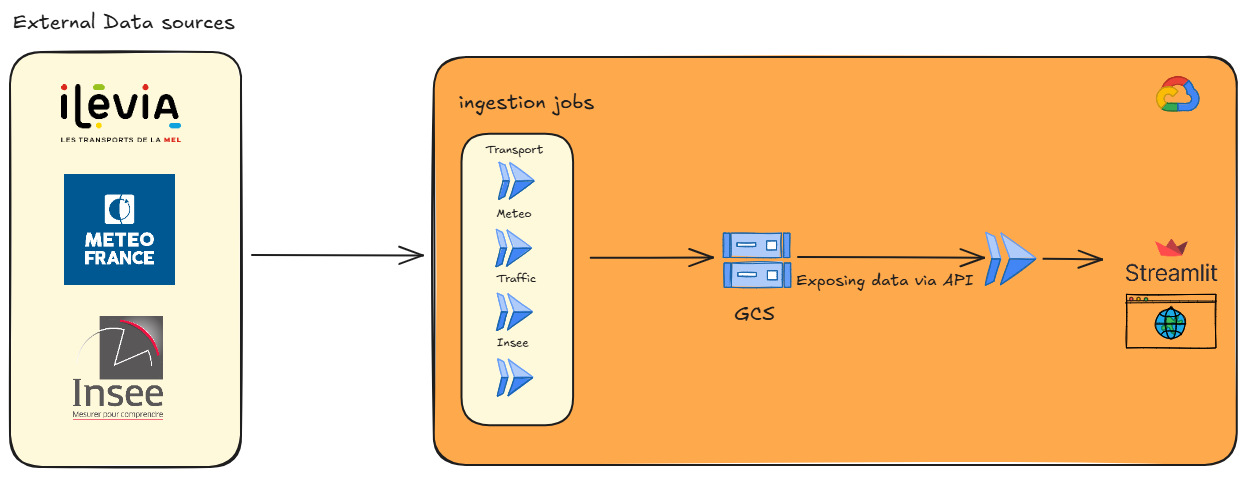 External Data sources
ilévia
LES TRANSPORTS DE LA MEL
METEO
FRANCE
Insee
Mesurer pour comprendre
ingestion jobs
Transport
Meteo
Traffic
Insee
GCS
Exposing data via API
Streamlit